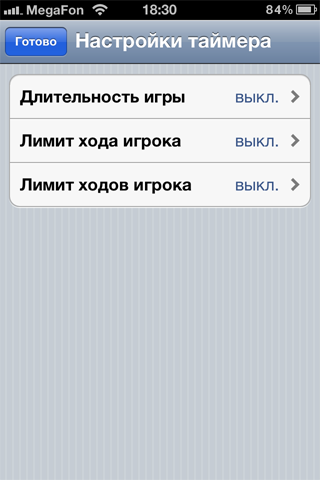 MegaFon 18:30 84%
Готово Настройки таймера
Длительность игры выкл.
Лимит хода игрока выкл.
Лимит ходов игрока выкл.